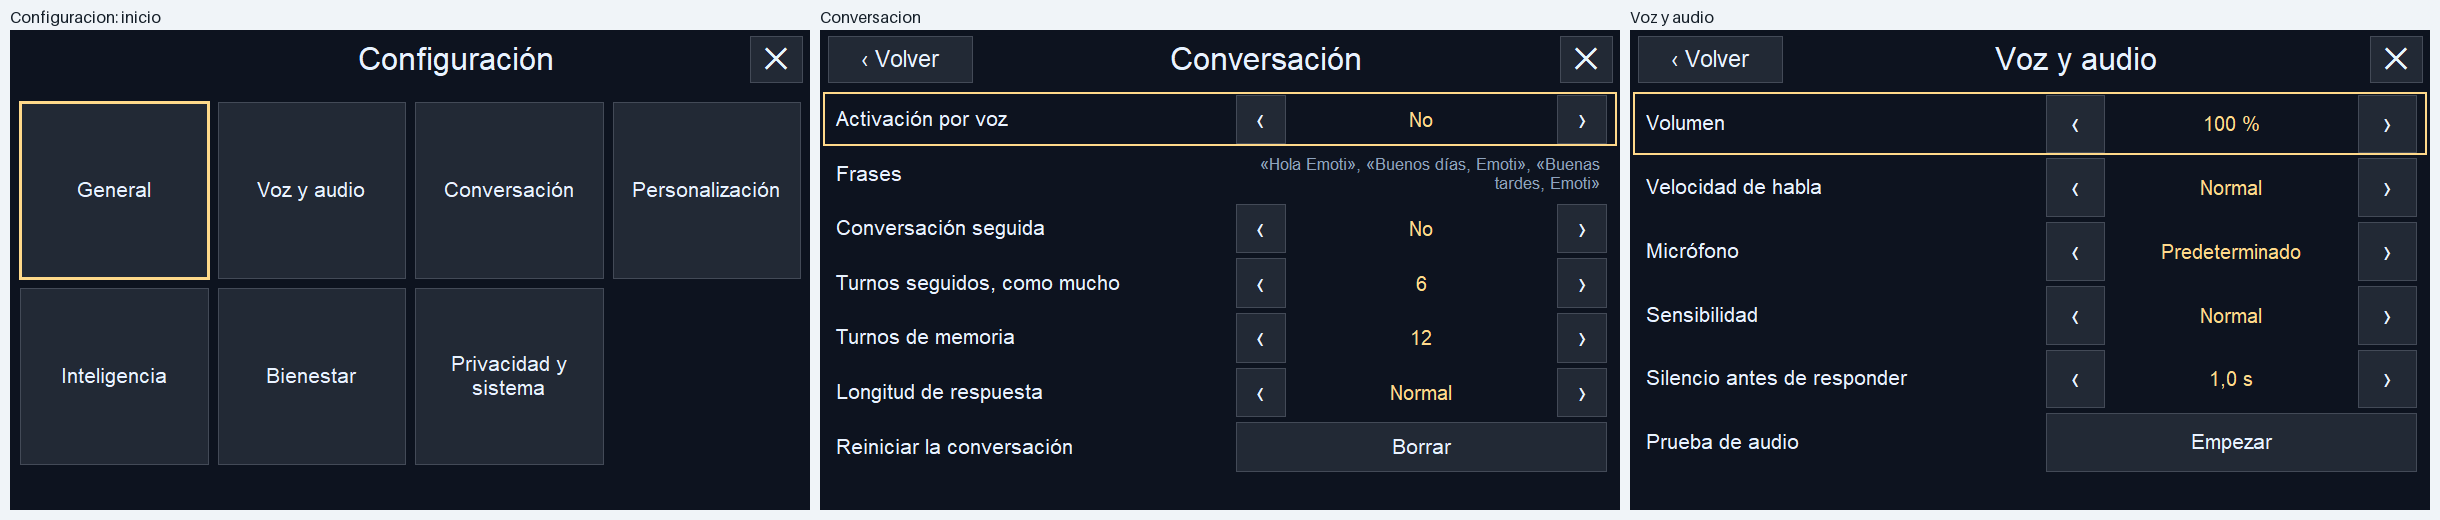 Configuracion: inicio
Configuración
General
Voz y audio
Conversación
Personalización
Inteligencia
Bienestar
Privacidad y
sistema
Conversacion
‹ Volver
Conversación
Activación por voz
‹ No ›
Frases
«Hola Emoti», «Buenos días, Emoti», «Buenas
tardes, Emoti»
Conversación seguida
‹ No ›
Turnos seguidos, como mucho
‹ 6 ›
Turnos de memoria
‹ 12 ›
Longitud de respuesta
‹ Normal ›
Reiniciar la conversación
Borrar
Voz y audio
‹ Volver
Voz y audio
Volumen
‹ 100 % ›
Velocidad de habla
‹ Normal ›
Micrófono
‹ Predeterminado ›
Sensibilidad
‹ Normal ›
Silencio antes de responder
‹ 1,0 s ›
Prueba de audio
Empezar